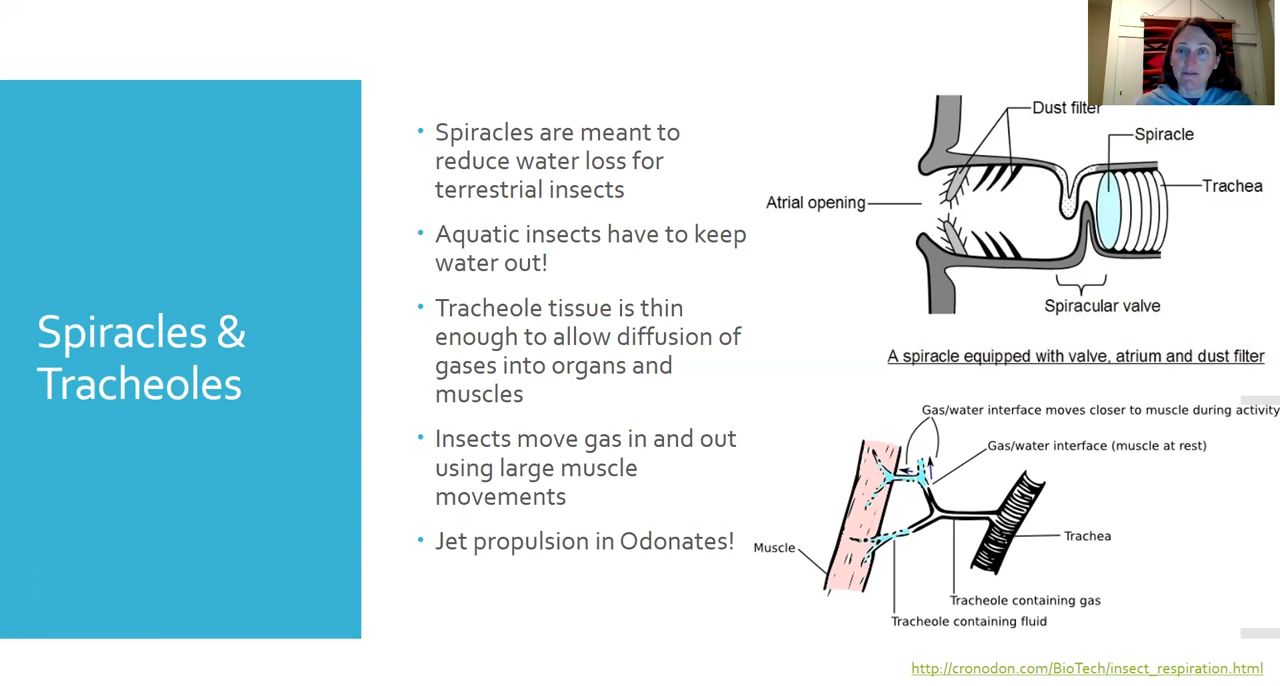 Spiracles &
Tracheoles
• Spiracles are meant to
reduce water loss for
terrestrial insects
• Aquatic insects have to keep
water out!
• Tracheole tissue is thin
enough to allow diffusion of
gases into organs and
muscles
• Insects move gas in and out
using large muscle
movements
• Jet propulsion in Odonates!
Dust filter
Spiracle
Trachea
Atrial opening
Spiracular valve
A spiracle equipped with valve, atrium and dust filter
Gas/water interface moves closer to muscle during activity
Gas/water interface (muscle at rest)
Muscle
Trachea
Tracheole containing gas
Tracheole containing fluid
http://cronodon.com/BioTech/insect_respiration.html